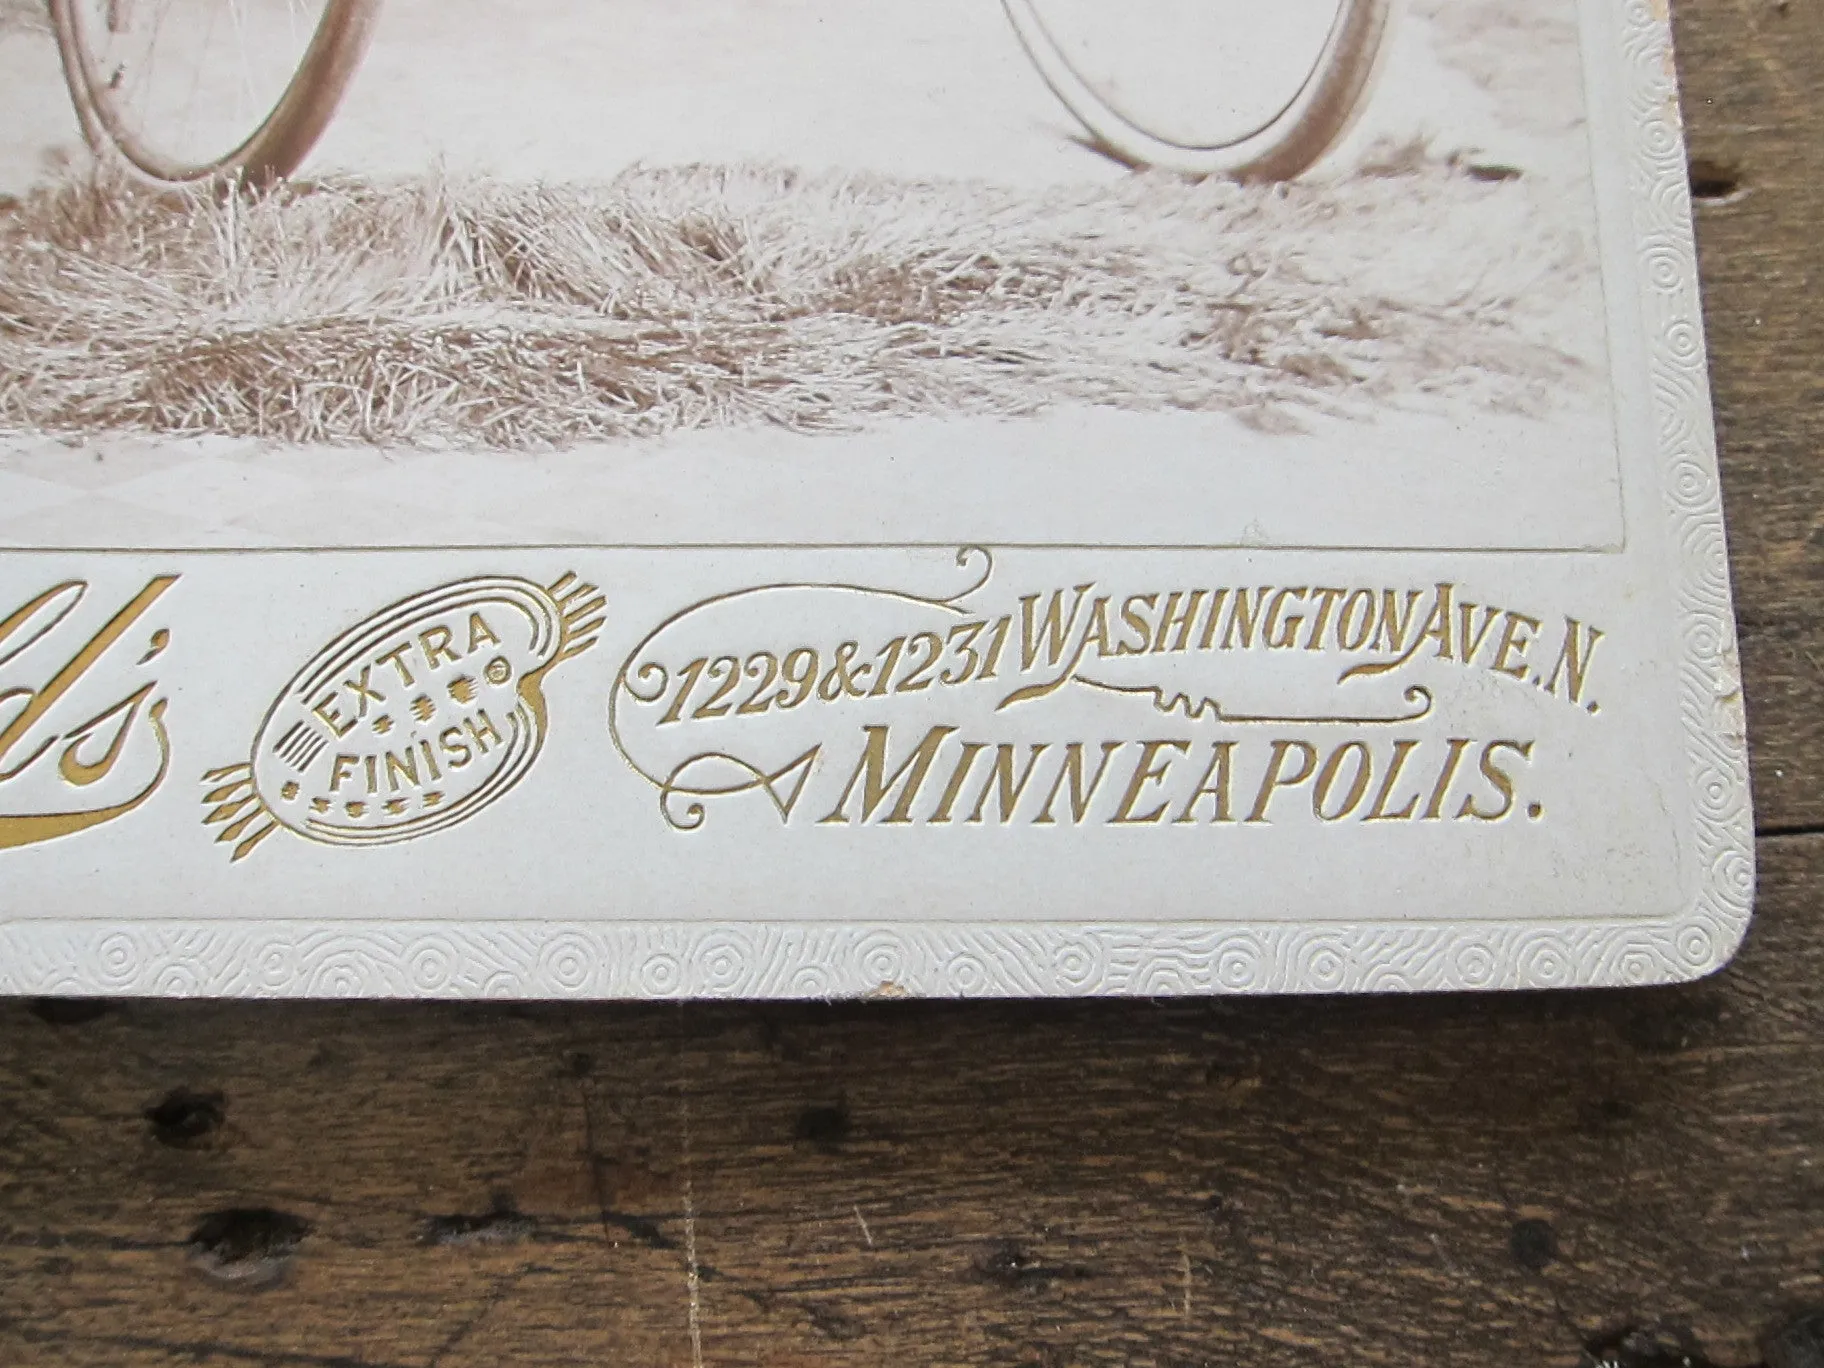 EXTRA
FINISH
1229 & 1231 WASHINGTON AVE. N.
MINNEAPOLIS.